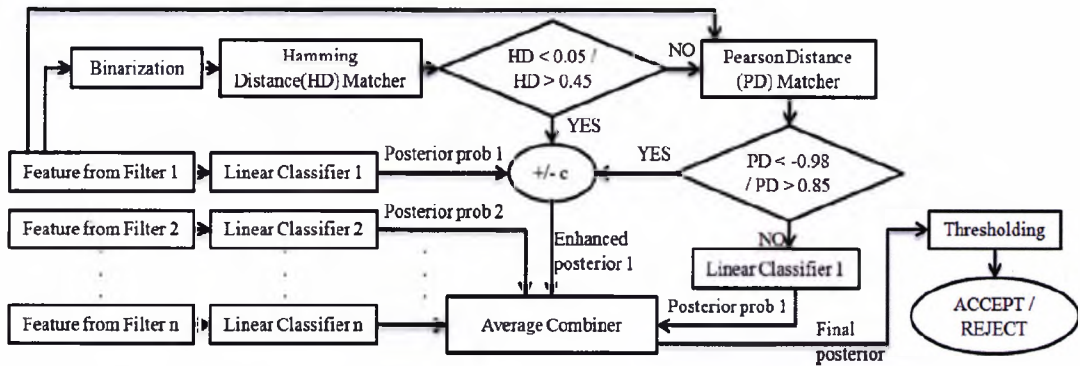 Binarization
Hamming
Distance(HD) Matcher
HD < 0.05 /
HD > 0.45
NO
Pearson Distance
(PD) Matcher
YES
Feature from Filter 1
Linear Classifier 1
Posterior prob 1
+/- c
YES
PD < -0.98
/ PD > 0.85
Feature from Filter 2
Linear Classifier 2
Posterior prob 2
Enhanced
posterior 1
NO
Linear Classifier 1
Thresholding
Feature from Filter n
Linear Classifier n
Average Combiner
Posterior prob 1
Final
posterior
ACCEPT /
REJECT